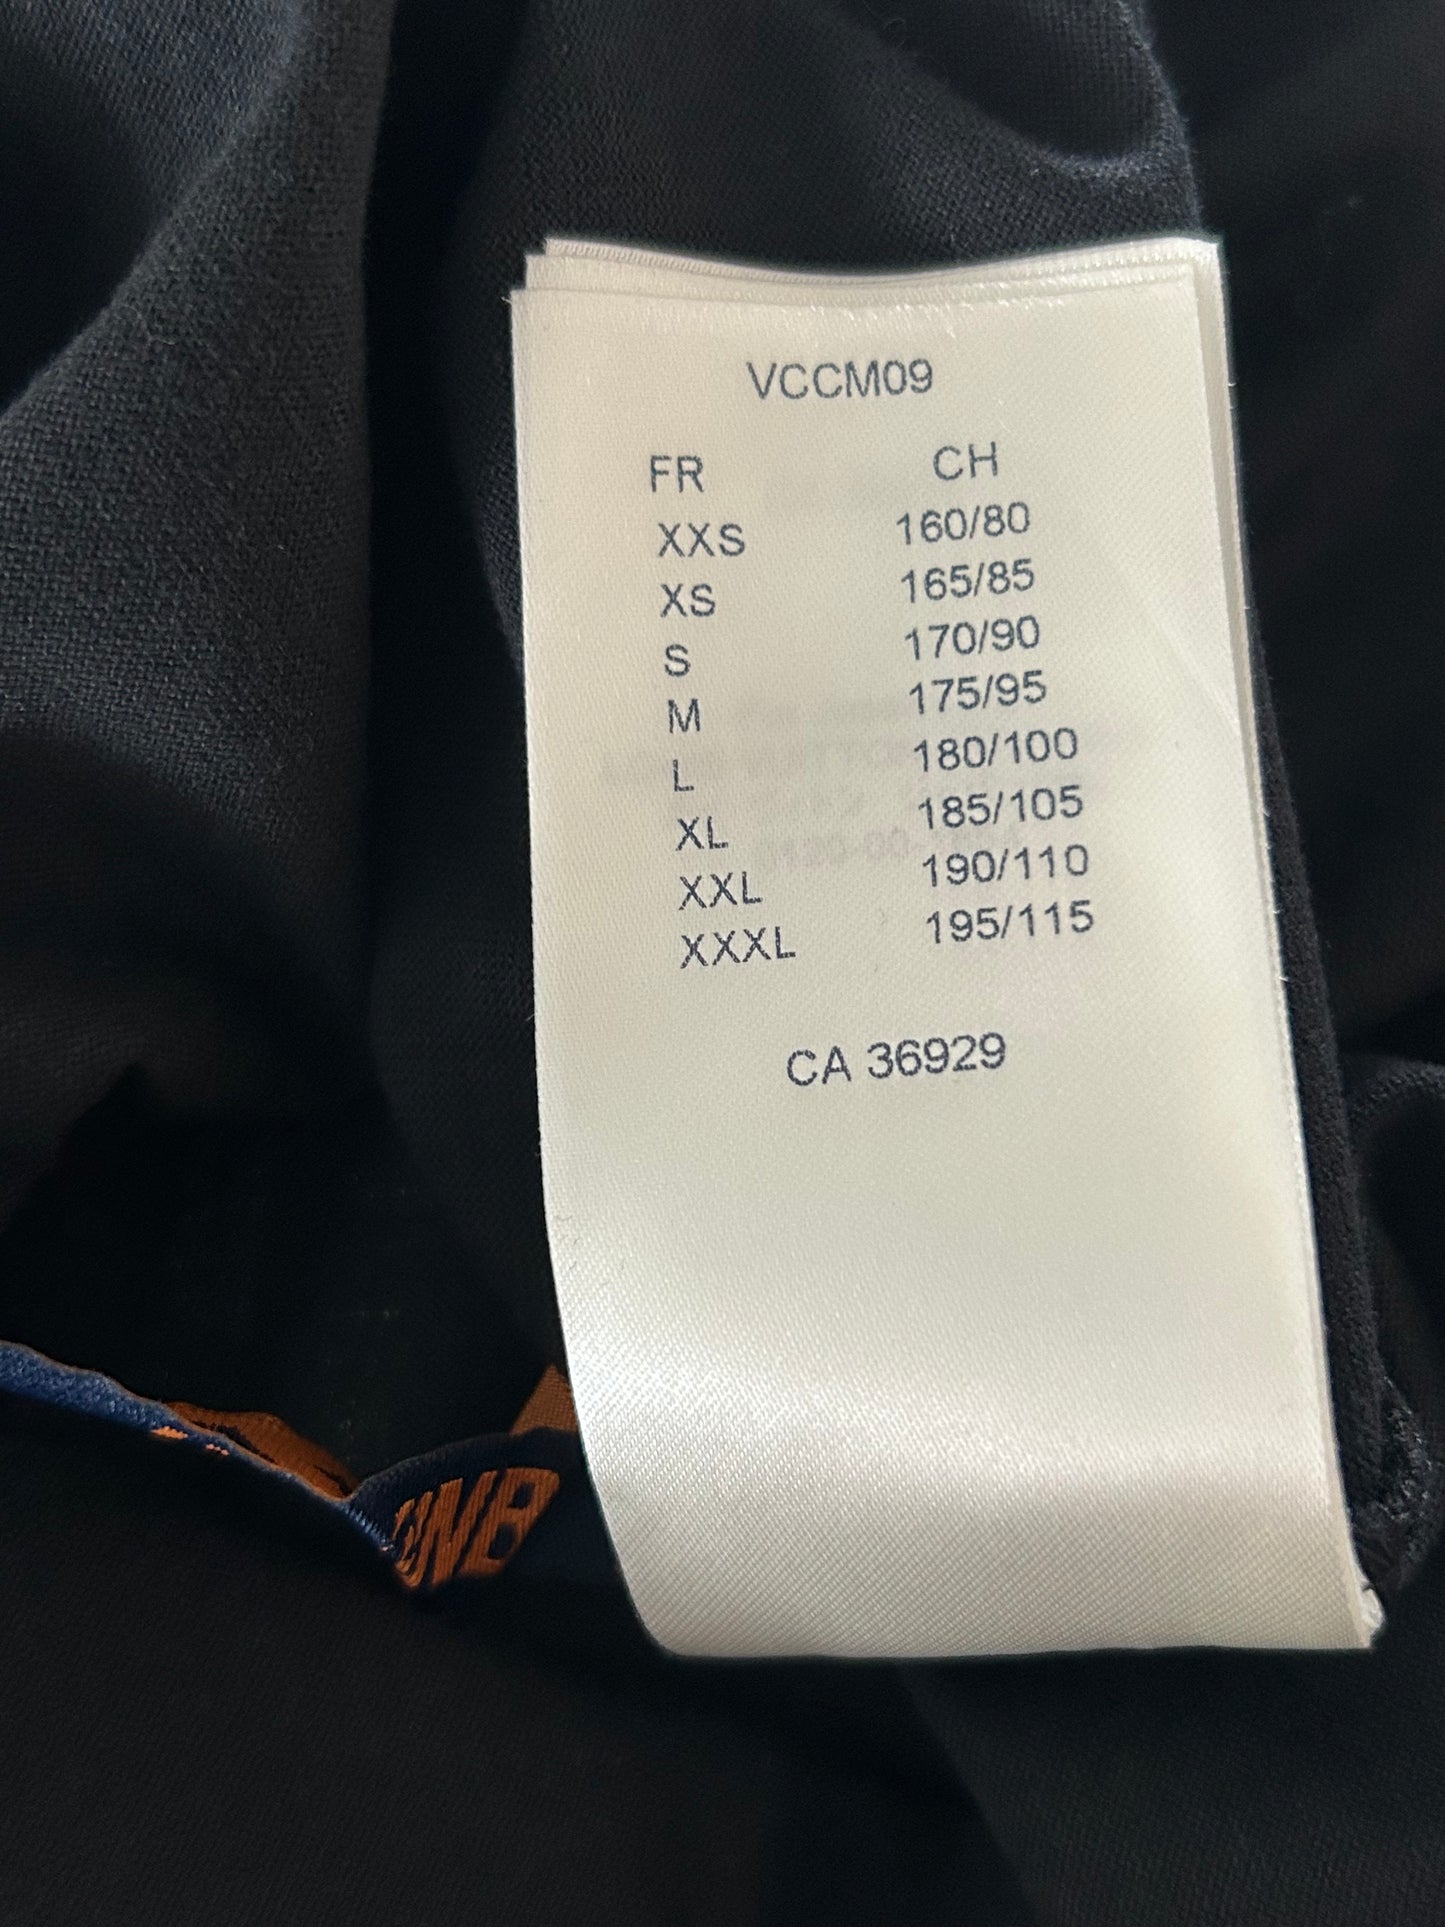 VCCM09
FR CH
XXS 160/80
XS 165/85
S 170/90
M 175/95
L 180/100
XL 185/105
XXL 190/110
XXXL 195/115
CA 36929